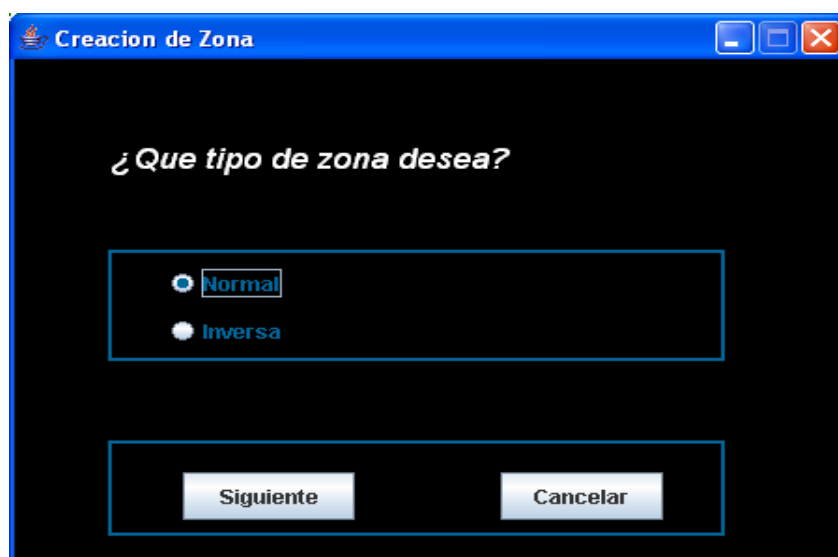 Creacion de Zona
¿Que tipo de zona desea?
Normal
Inversa
Siguiente Cancelar